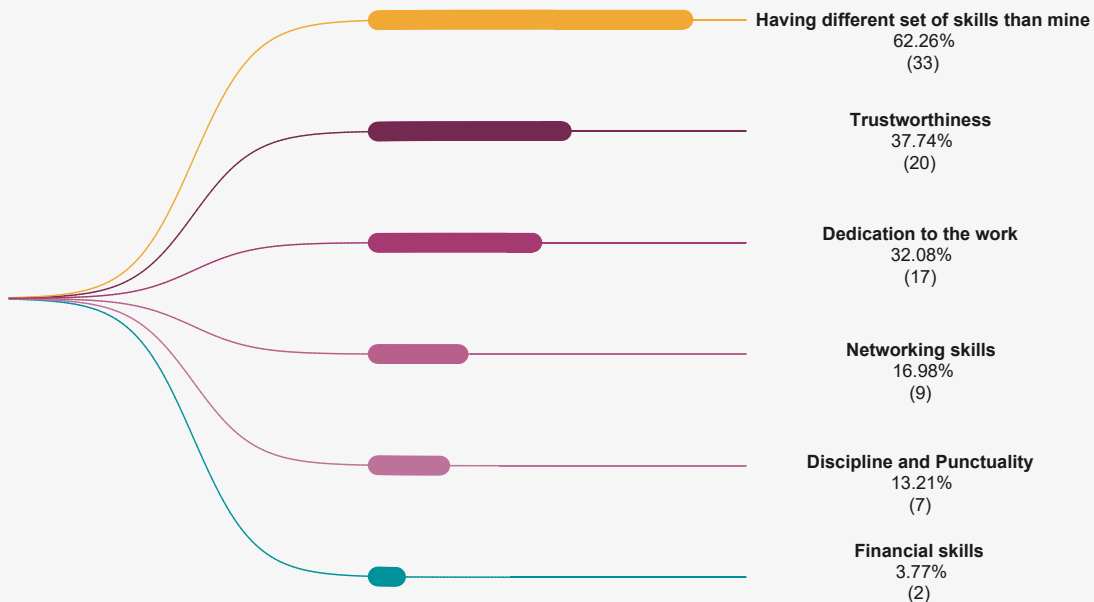 Having different set of skills than mine
62.26%
(33)
Trustworthiness
37.74%
(20)
Dedication to the work
32.08%
(17)
Networking skills
16.98%
(9)
Discipline and Punctuality
13.21%
(7)
Financial skills
3.77%
(2)